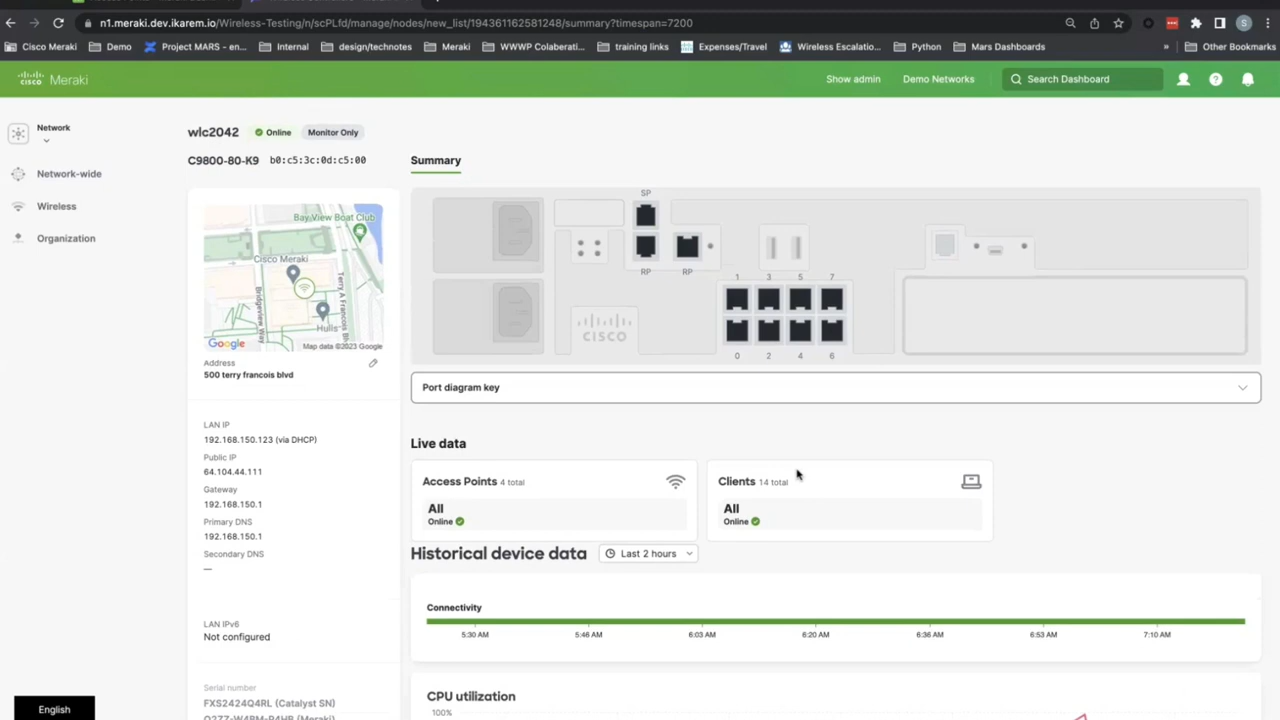 n1.meraki.dev.ikarem.io/Wireless-Testing/n/scPLfd/manage/nodes/new_list/194361162581248/summary?timespan=7200
S
Cisco Meraki Demo Project MARS - en... Internal design/technotes Meraki WWWP Colaberati... training links Expenses/Travel Wireless Escalatio... Python Mars Dashboards » Other Bookmarks
CISCO Meraki Show admin Demo Networks Search Dashboard
Network
Network-wide
Wireless
Organization
wlc2042 Online Monitor Only
C9800-80-K9 b0:c5:3c:0d:c5:00
Summary
Bay View Boat Club
Cisco Meraki
Bridgeview Way
Terry A Francois Bl
Hulls
Google Map data ©2023 Google
Address
500 terry francois blvd
LAN IP
192.168.150.123 (via DHCP)
Public IP
64.104.44.111
Gateway
192.168.150.1
Primary DNS
192.168.150.1
Secondary DNS
—
LAN IPv6
Not configured
Serial number
FXS2424Q4RL (Catalyst SN)
SP
RP RP
1 3 5 7
CISCO
0 2 4 6
Port diagram key
Live data
Access Points 4 total
All
Online
Clients 14 total
All
Online
Historical device data Last 2 hours
Connectivity
5:30 AM 5:46 AM 6:03 AM 6:20 AM 6:36 AM 6:53 AM 7:10 AM
CPU utilization
100%
English